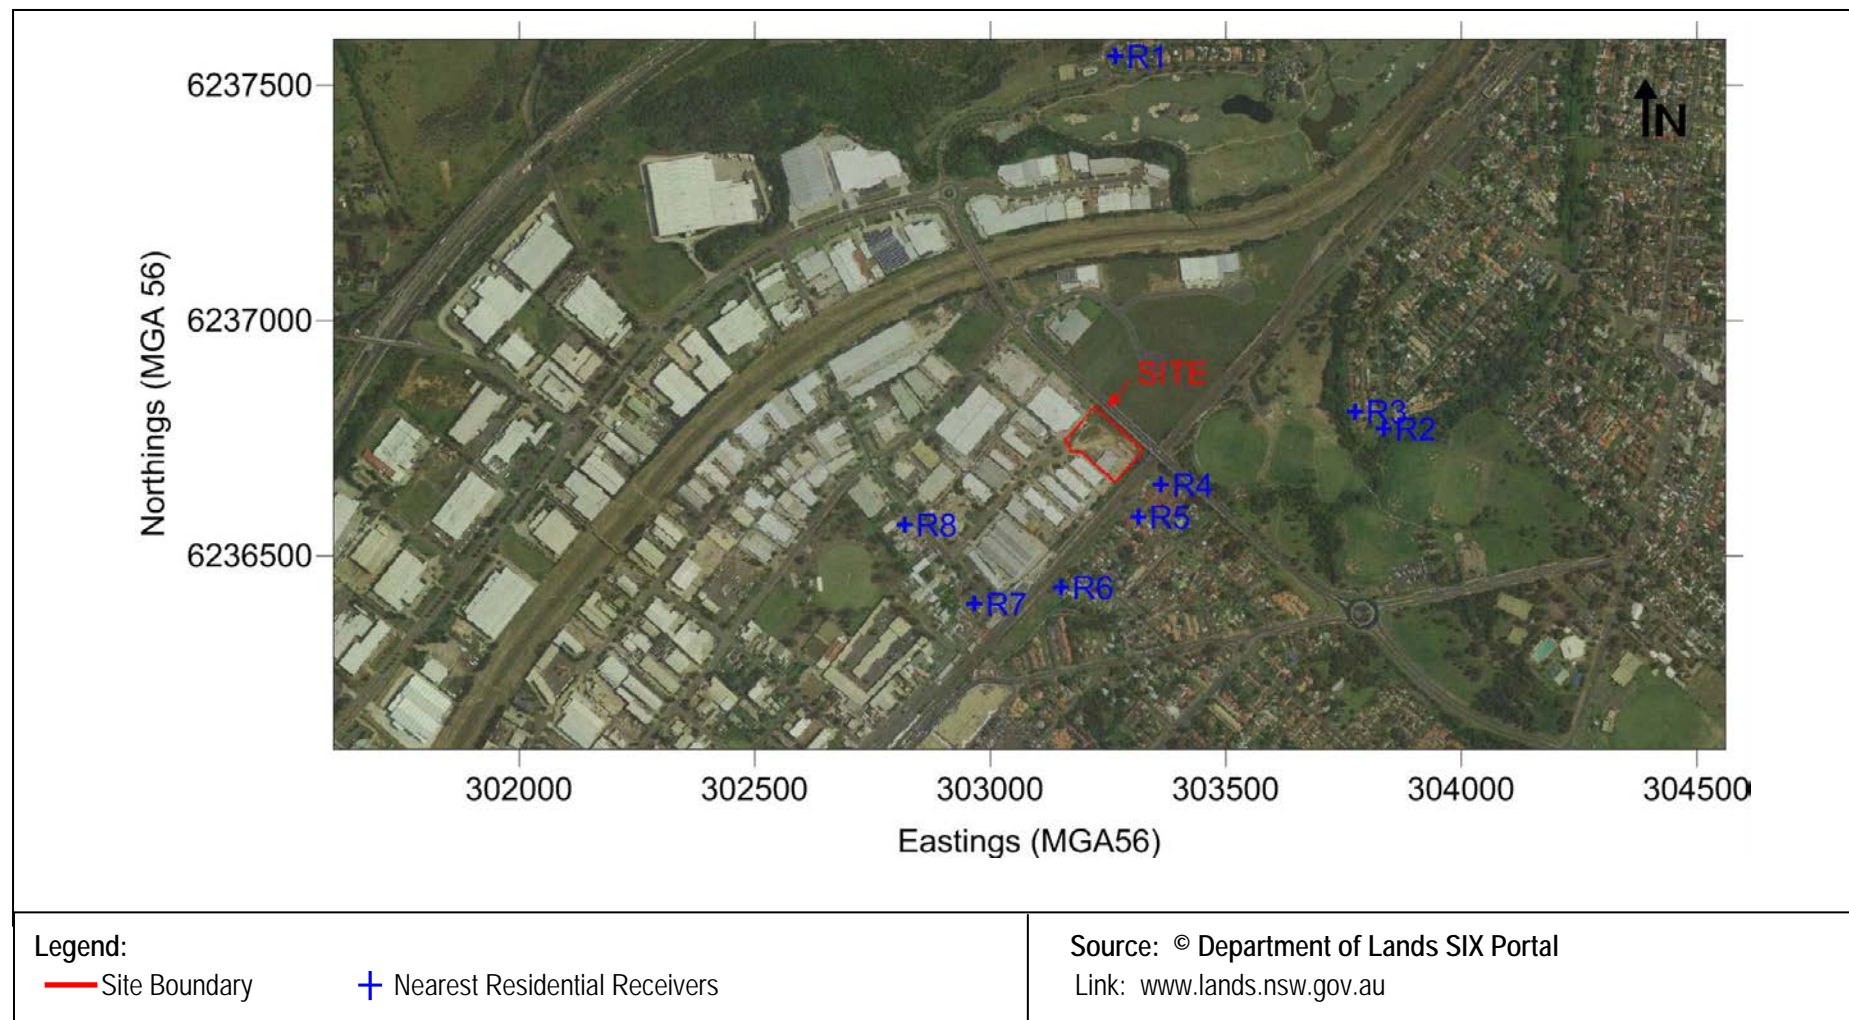 R1
6237500
N
6237000
SITE
R3
R2
R4
R5
R8
6236500
R6
R7
Northings (MGA 56)
302000 302500 303000 303500 304000 304500
Eastings (MGA56)
Legend:
Site Boundary Nearest Residential Receivers
Source: © Department of Lands SIX Portal
Link: www.lands.nsw.gov.au